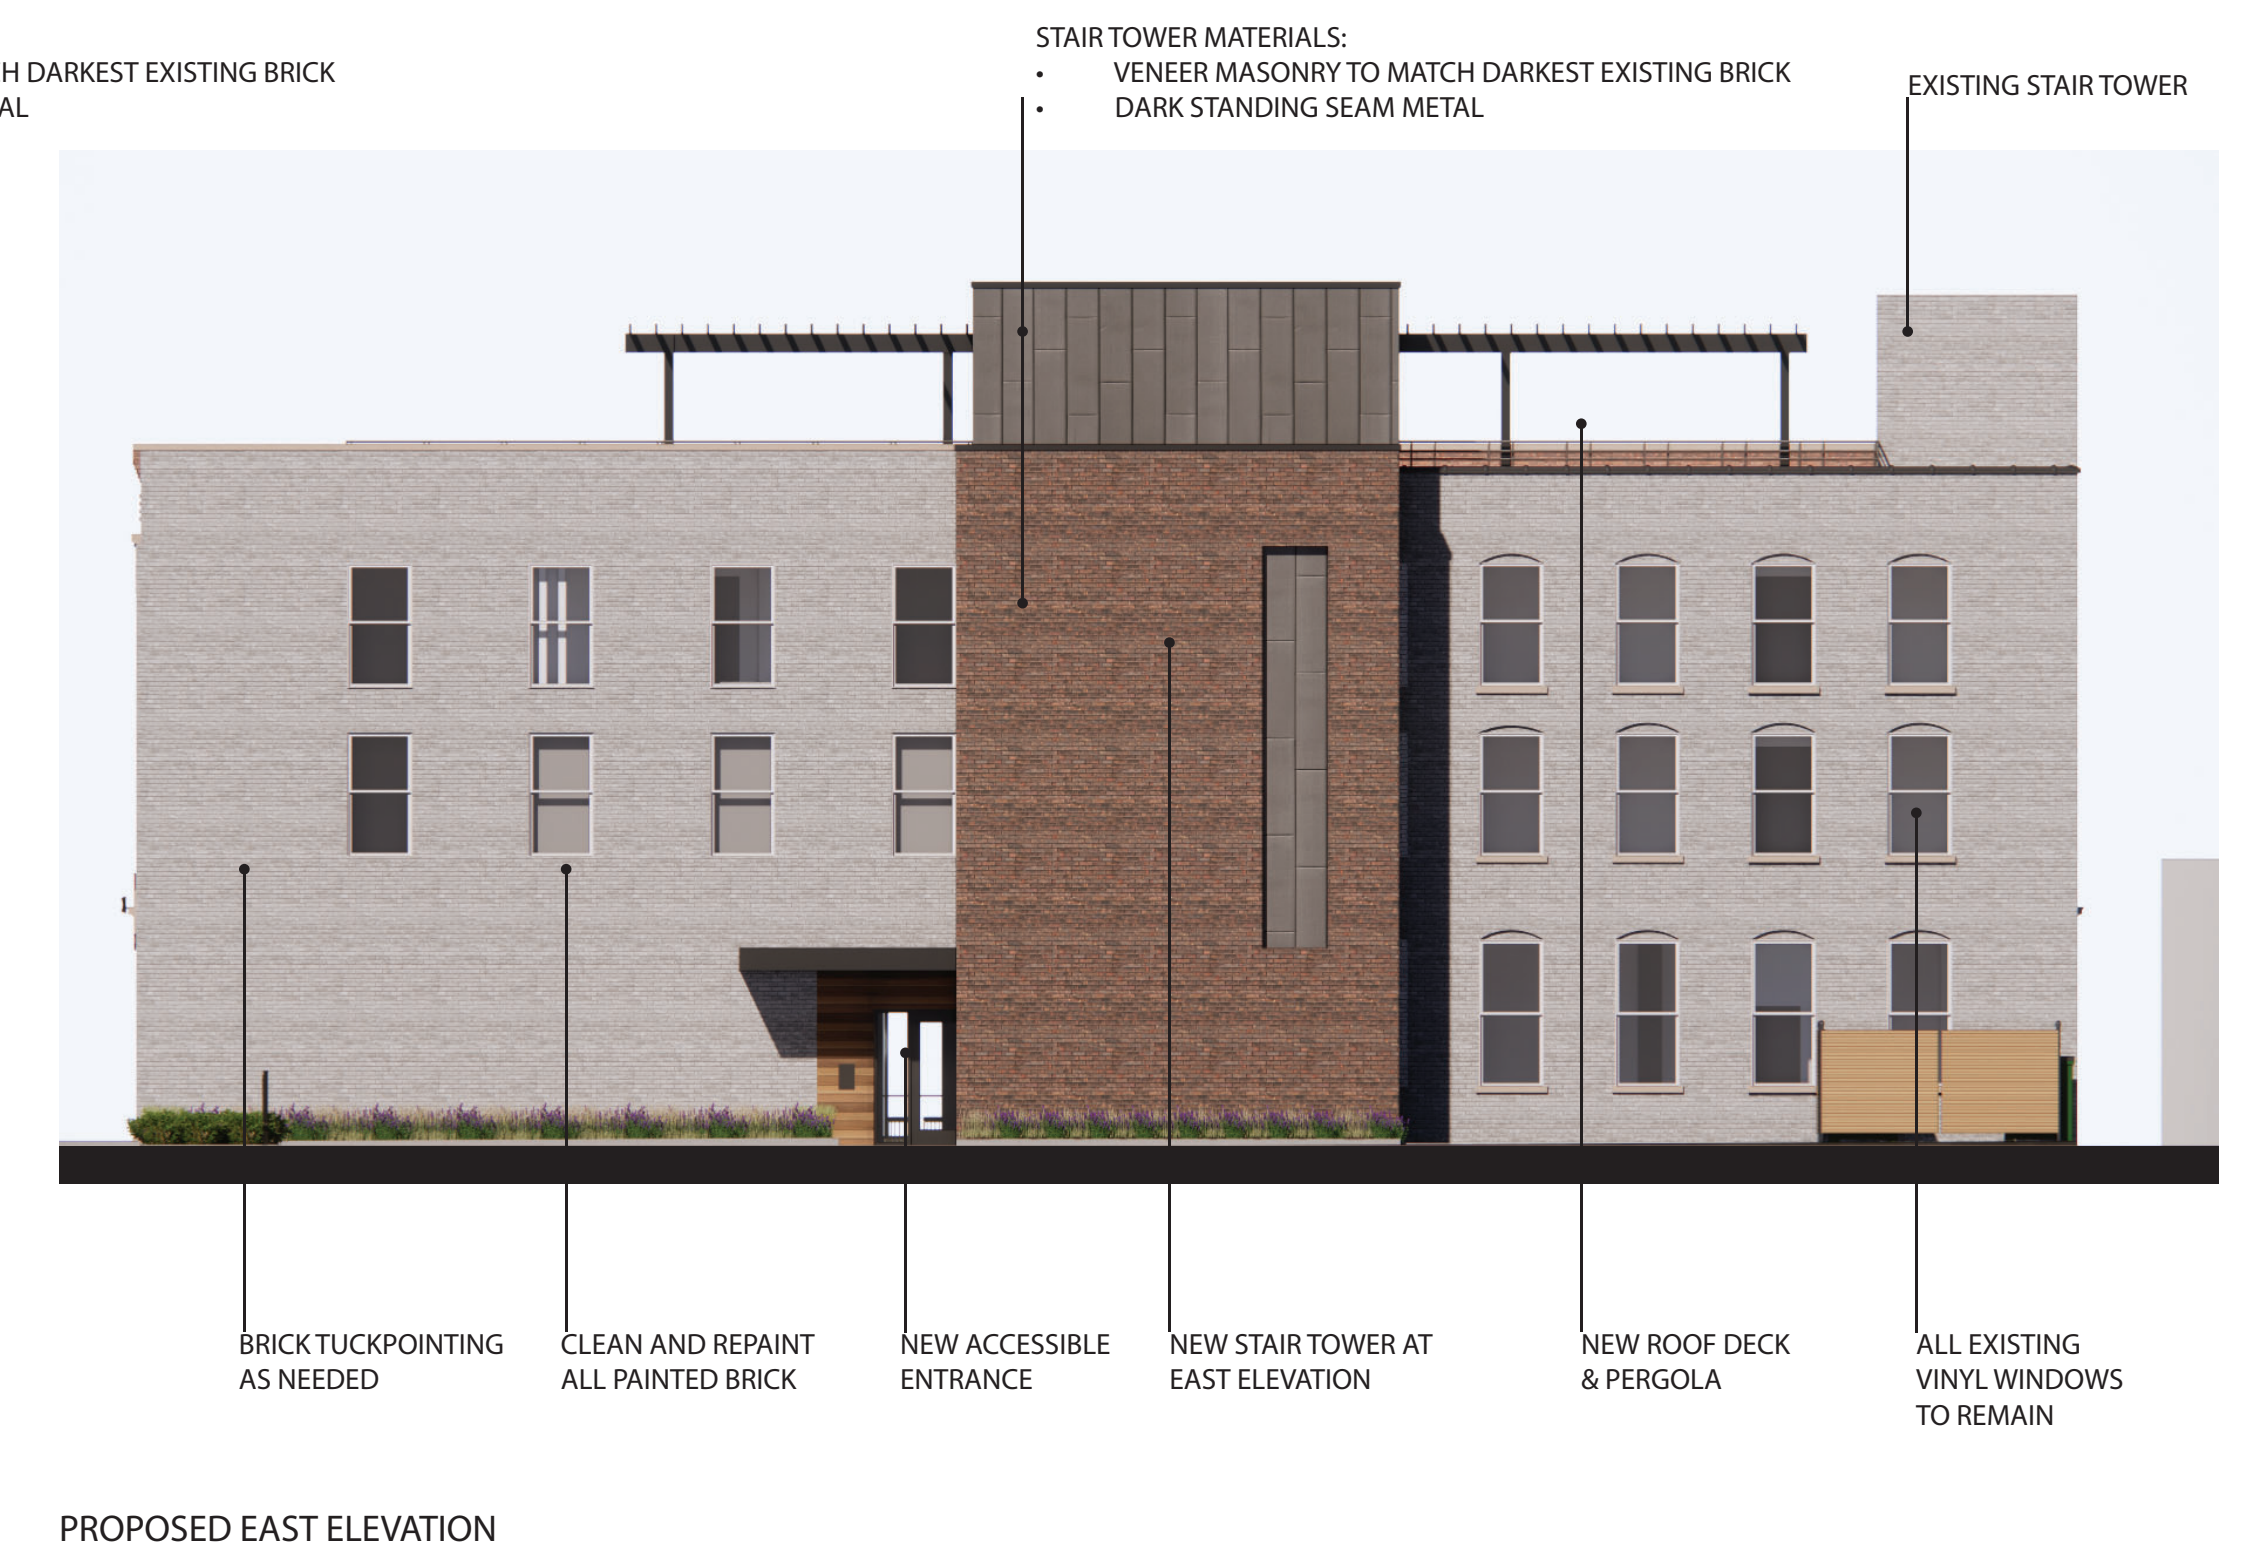 H DARKEST EXISTING BRICK
AL
STAIR TOWER MATERIALS:
• VENEER MASONRY TO MATCH DARKEST EXISTING BRICK
• DARK STANDING SEAM METAL
EXISTING STAIR TOWER
BRICK TUCKPOINTING
AS NEEDED
CLEAN AND REPAINT
ALL PAINTED BRICK
NEW ACCESSIBLE
ENTRANCE
NEW STAIR TOWER AT
EAST ELEVATION
NEW ROOF DECK
& PERGOLA
ALL EXISTING
VINYL WINDOWS
TO REMAIN
PROPOSED EAST ELEVATION